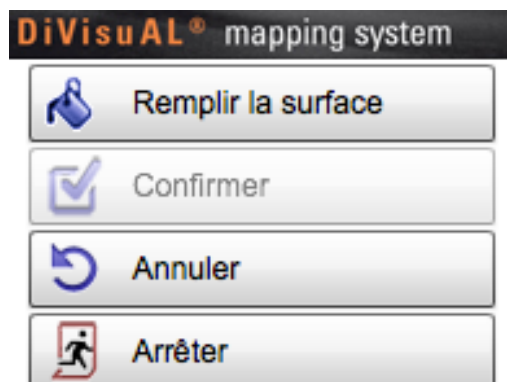 DiVisuAL® mapping system
Remplir la surface
Confirmer
Annuler
Arrêter